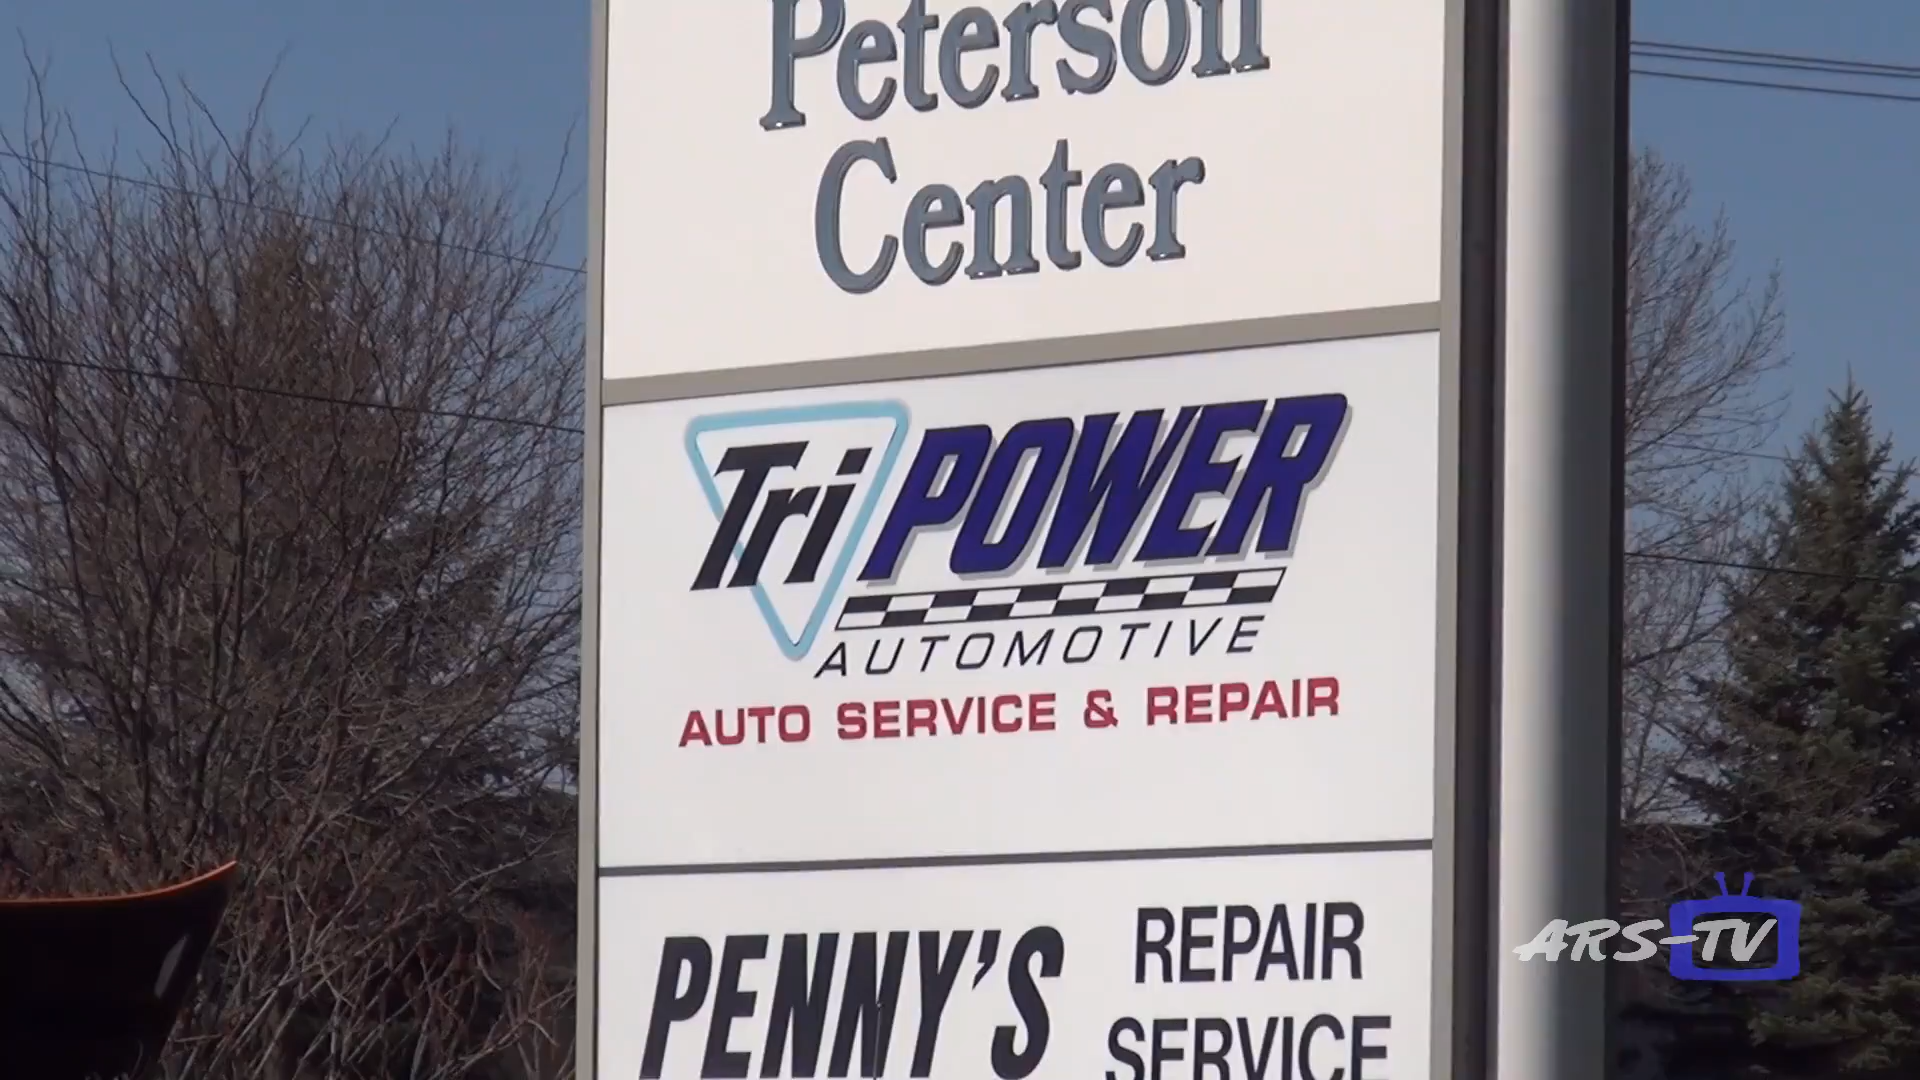 Peterson
Center
Tri POWER
AUTOMOTIVE
AUTO SERVICE & REPAIR
PENNY'S
REPAIR
SERVICE
ARS-TV